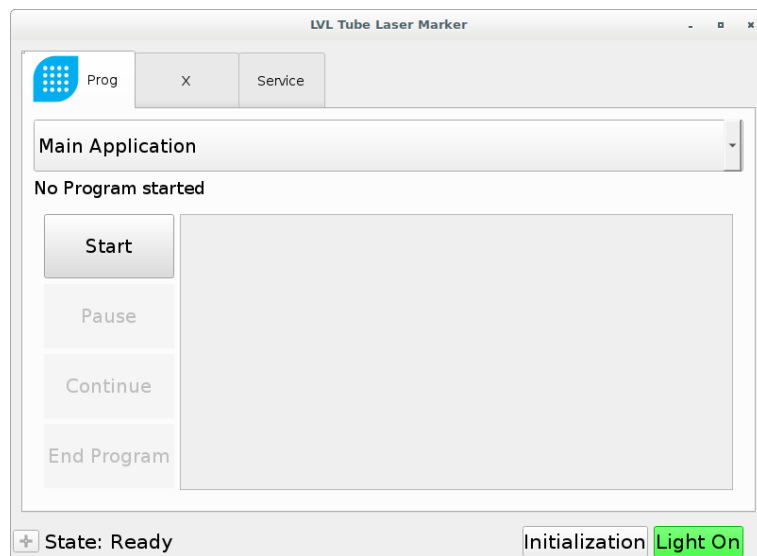 LVL Tube Laser Marker
Prog X Service
Main Application
No Program started
Start
Pause
Continue
End Program
State: Ready Initialization Light On